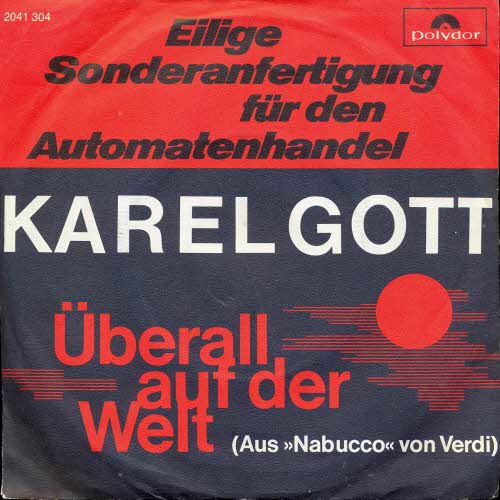 2041 304
polydor
Eilige
Sonderanfertigung
für den
Automatenhandel
KAREL GOTT
Überall
auf der
Welt
(Aus »Nabucco« von Verdi)